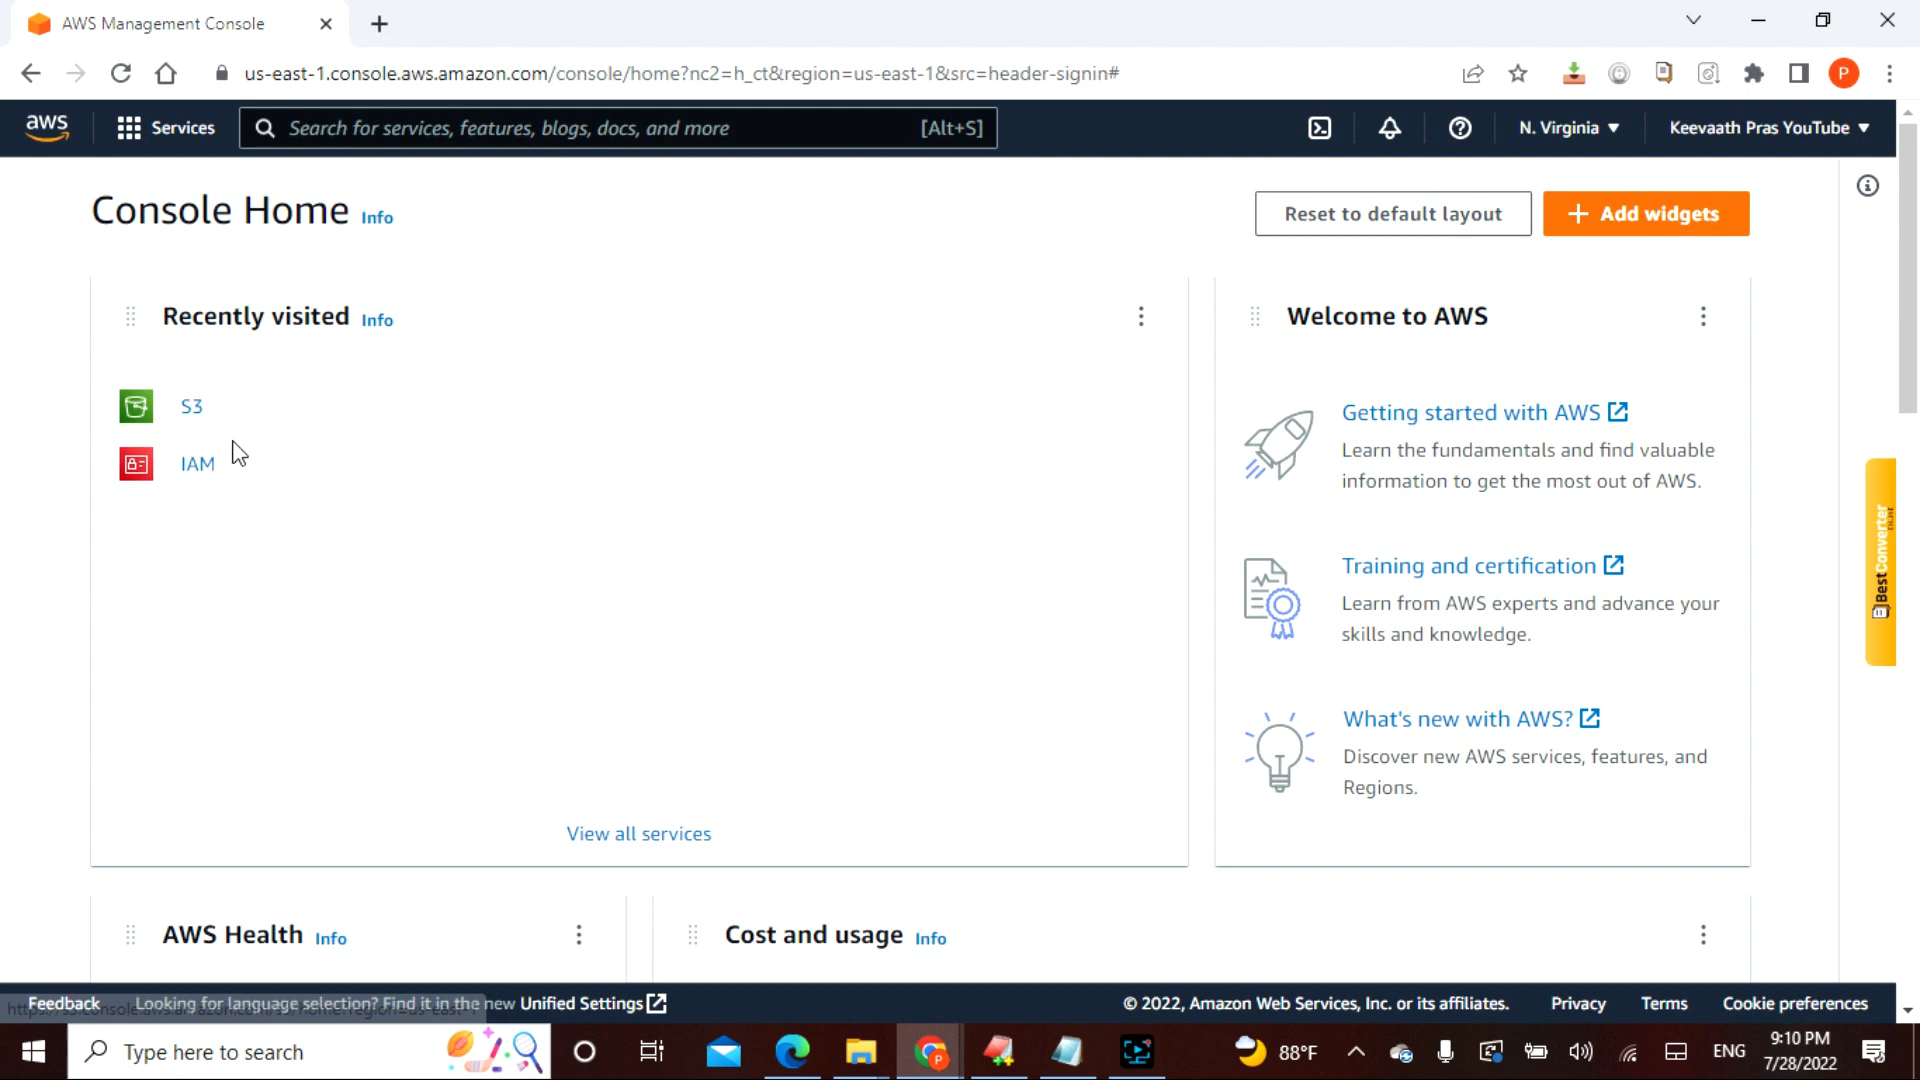 AWS Management Console
us-east-1.console.aws.amazon.com/console/home?nc2=h_ct&region=us-east-1&src=header-signin#
P
aws
Services
Search for services, features, blogs, docs, and more
[Alt+S]
N. Virginia
Keevaath Pras YouTube
Console Home Info
Reset to default layout
+ Add widgets
Recently visited Info
S3
IAM
View all services
Welcome to AWS
Getting started with AWS
Learn the fundamentals and find valuable
information to get the most out of AWS.
Training and certification
Learn from AWS experts and advance your
skills and knowledge.
What's new with AWS?
Discover new AWS services, features, and
Regions.
BestConverter
AWS Health Info
Cost and usage Info
Feedback
Looking for language selection? Find it in the new Unified Settings
© 2022, Amazon Web Services, Inc. or its affiliates.
Privacy
Terms
Cookie preferences
Type here to search
P
88°F
ENG
9:10 PM
7/28/2022